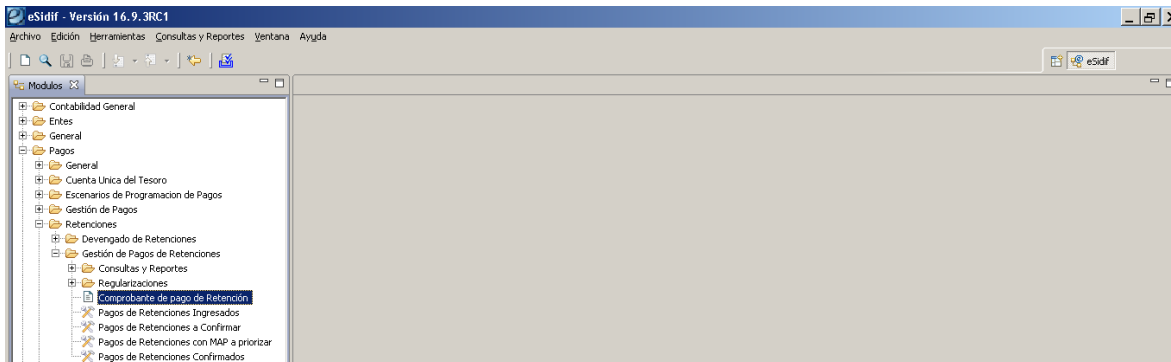 eSidif - Versión 16.9.3RC1
Archivo Edición Herramientas Consultas y Reportes Ventana Ayuda
eSidif
Modulos
Contabilidad General
Entes
General
Pagos
General
Cuenta Unica del Tesoro
Escenarios de Programacion de Pagos
Gestión de Pagos
Retenciones
Devengado de Retenciones
Gestión de Pagos de Retenciones
Consultas y Reportes
Regularizaciones
Comprobante de pago de Retención
Pagos de Retenciones Ingresados
Pagos de Retenciones a Confirmar
Pagos de Retenciones con MAP a priorizar
Pagos de Retenciones Confirmados